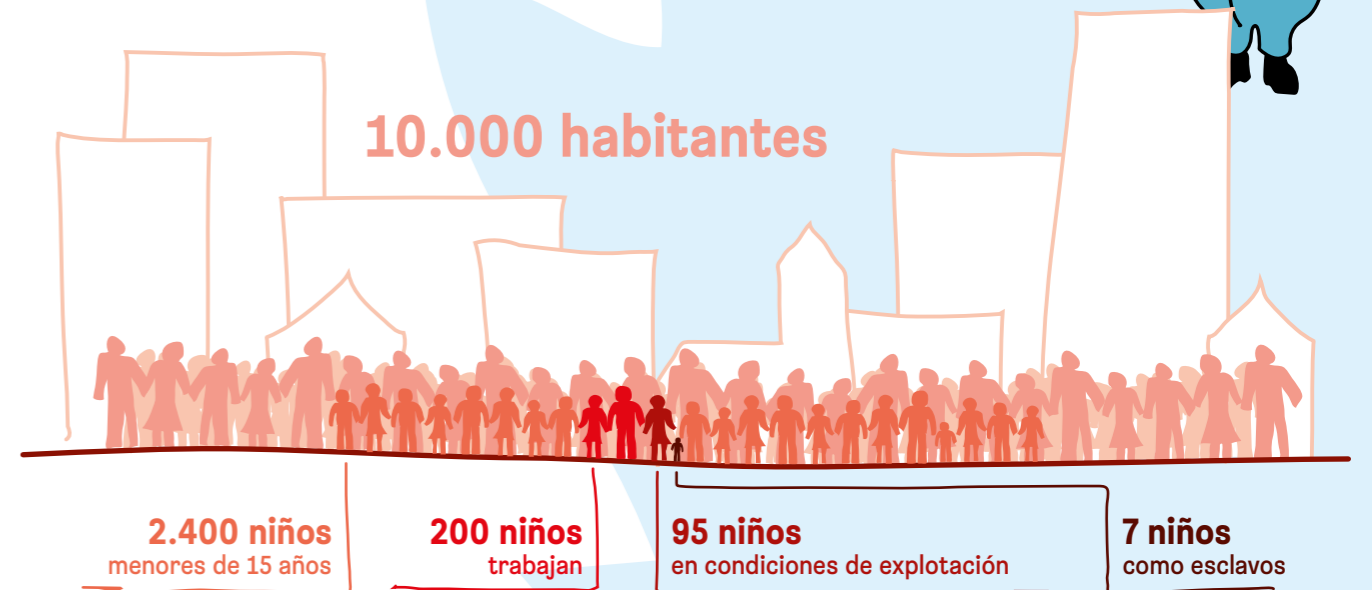 10.000 habitantes
2.400 niños
menores de 15 años
200 niños
trabajan
95 niños
en condiciones de explotación
7 niños
como esclavos